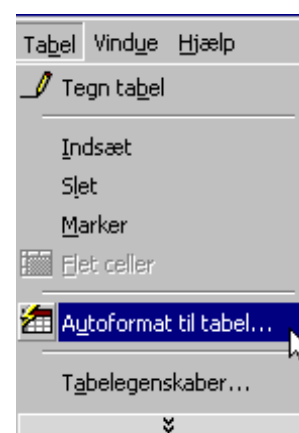 Tabel Vindue Hjælp
Tegn tabel
Indsæt
Slet
Marker
Flet celler
Autoformat til tabel...
Tabelegenskaber...